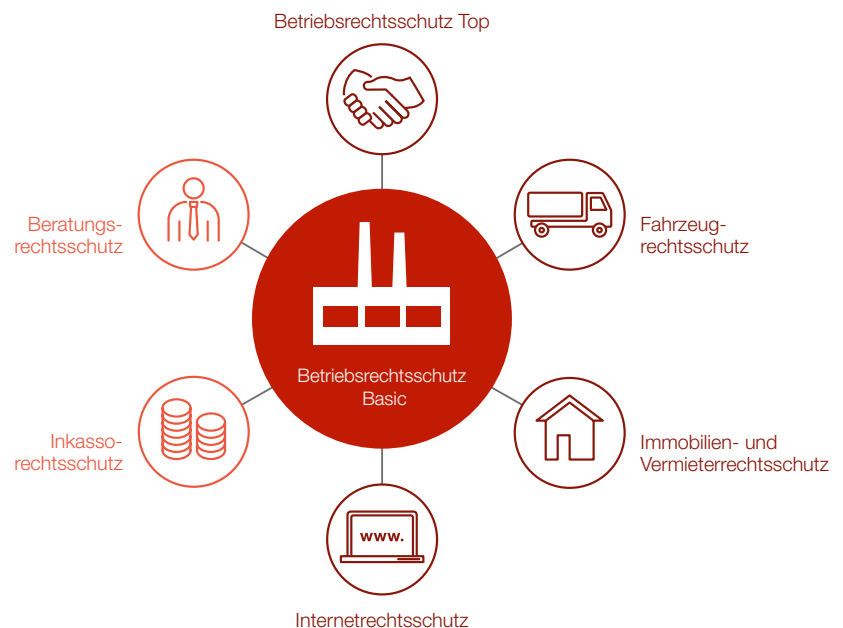 Betriebsrechtsschutz Top
Beratungs-
rechtsschutz
Fahrzeug-
rechtsschutz
Betriebsrechtsschutz
Basic
Inkasso-
rechtsschutz
Immobilien- und
Vermieterrechtsschutz
www.
Internetrechtsschutz